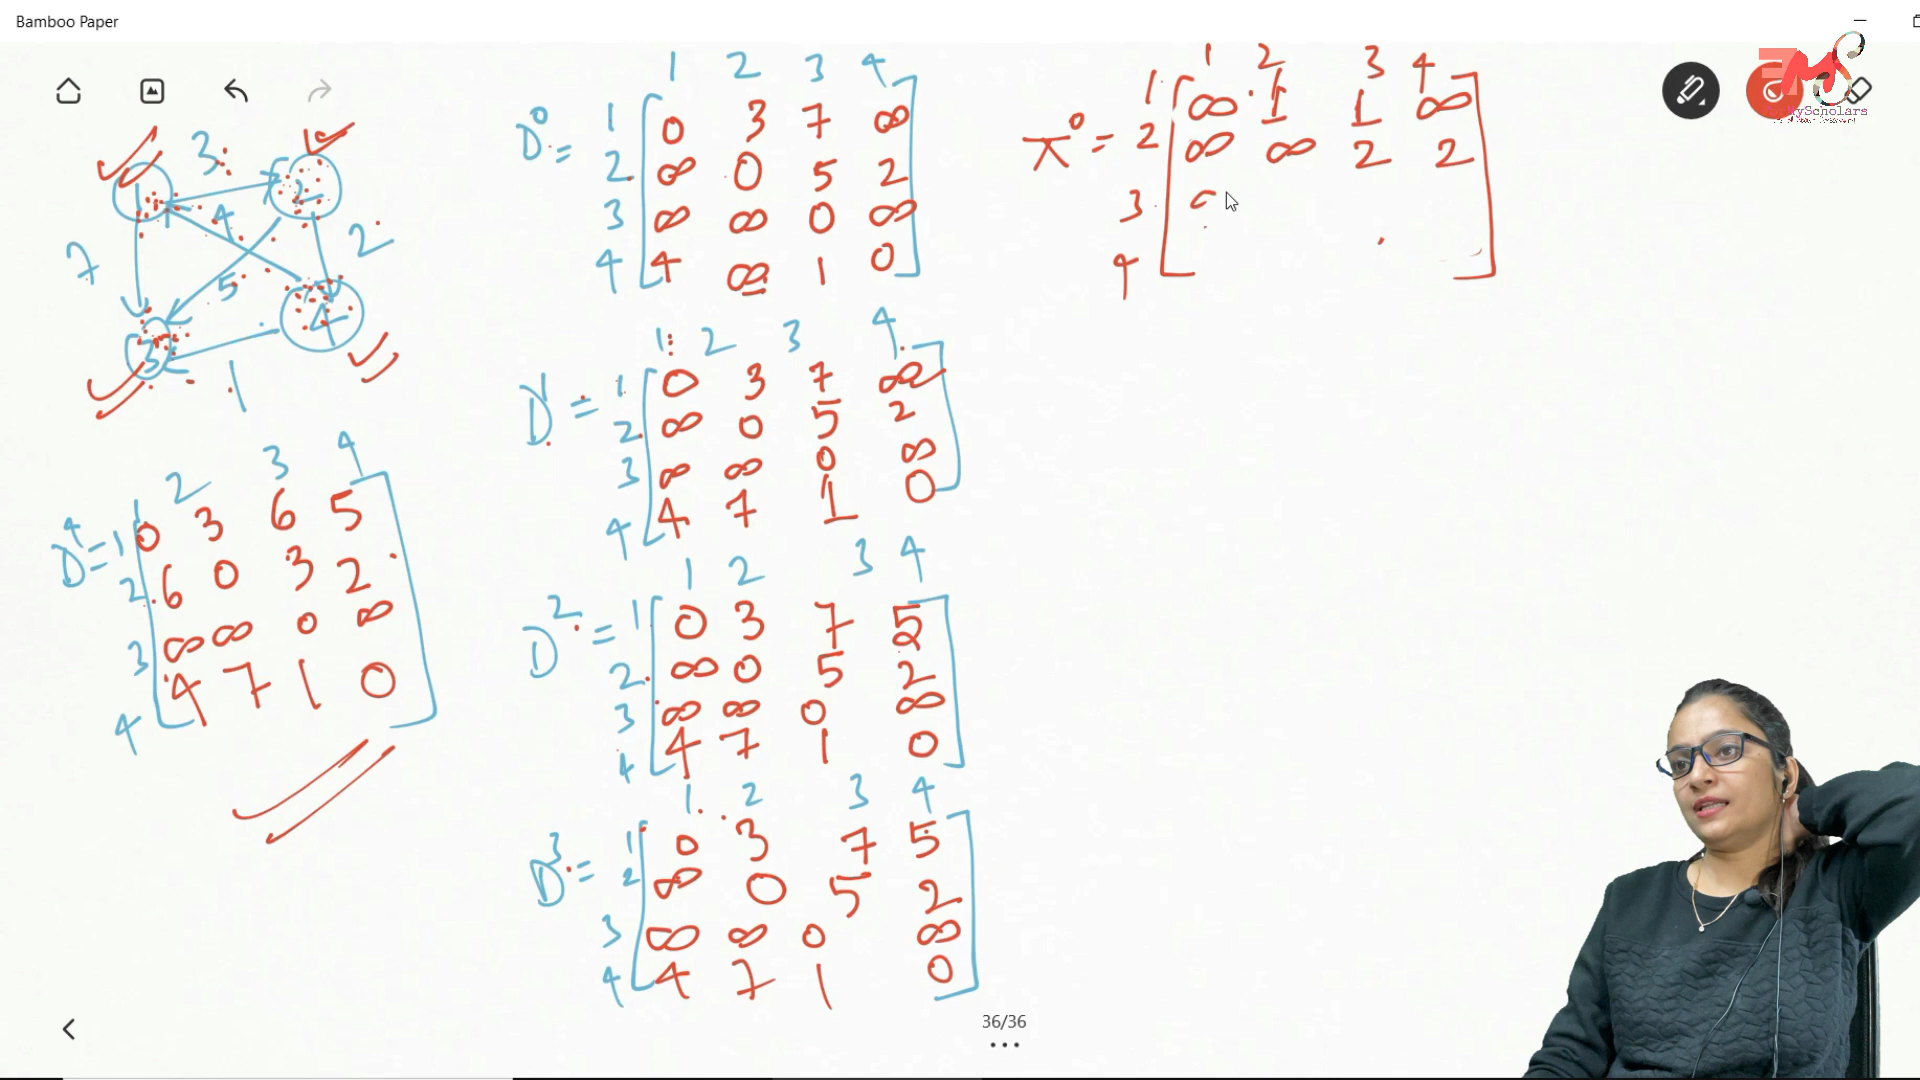 Bamboo Paper
MyScholars
3
1 2
4
7 5 2
3 4
1
1 2 3 4
D⁴ = 1 0 3 6 5
2 6 0 3 2
3 ∞ ∞ 0 ∞
4 4 7 1 0
1 2 3 4
D⁰ = 1 0 3 7 ∞
2 ∞ 0 5 2
3 ∞ ∞ 0 ∞
4 4 ∞ 1 0
1 2 3 4
D¹ = 1 0 3 7 ∞
2 ∞ 0 5 2
3 ∞ ∞ 0 ∞
4 4 7 1 0
1 2 3 4
D² = 1 0 3 7 5
2 ∞ 0 5 2
3 ∞ ∞ 0 ∞
4 4 7 1 0
1 2 3 4
D³ = 1 0 3 7 5
2 ∞ 0 5 2
3 ∞ ∞ 0 ∞
4 4 7 1 0
1 2 3 4
π⁰ = 1 ∞ 1 1 ∞
2 ∞ ∞ 2 2
3
4
36/36